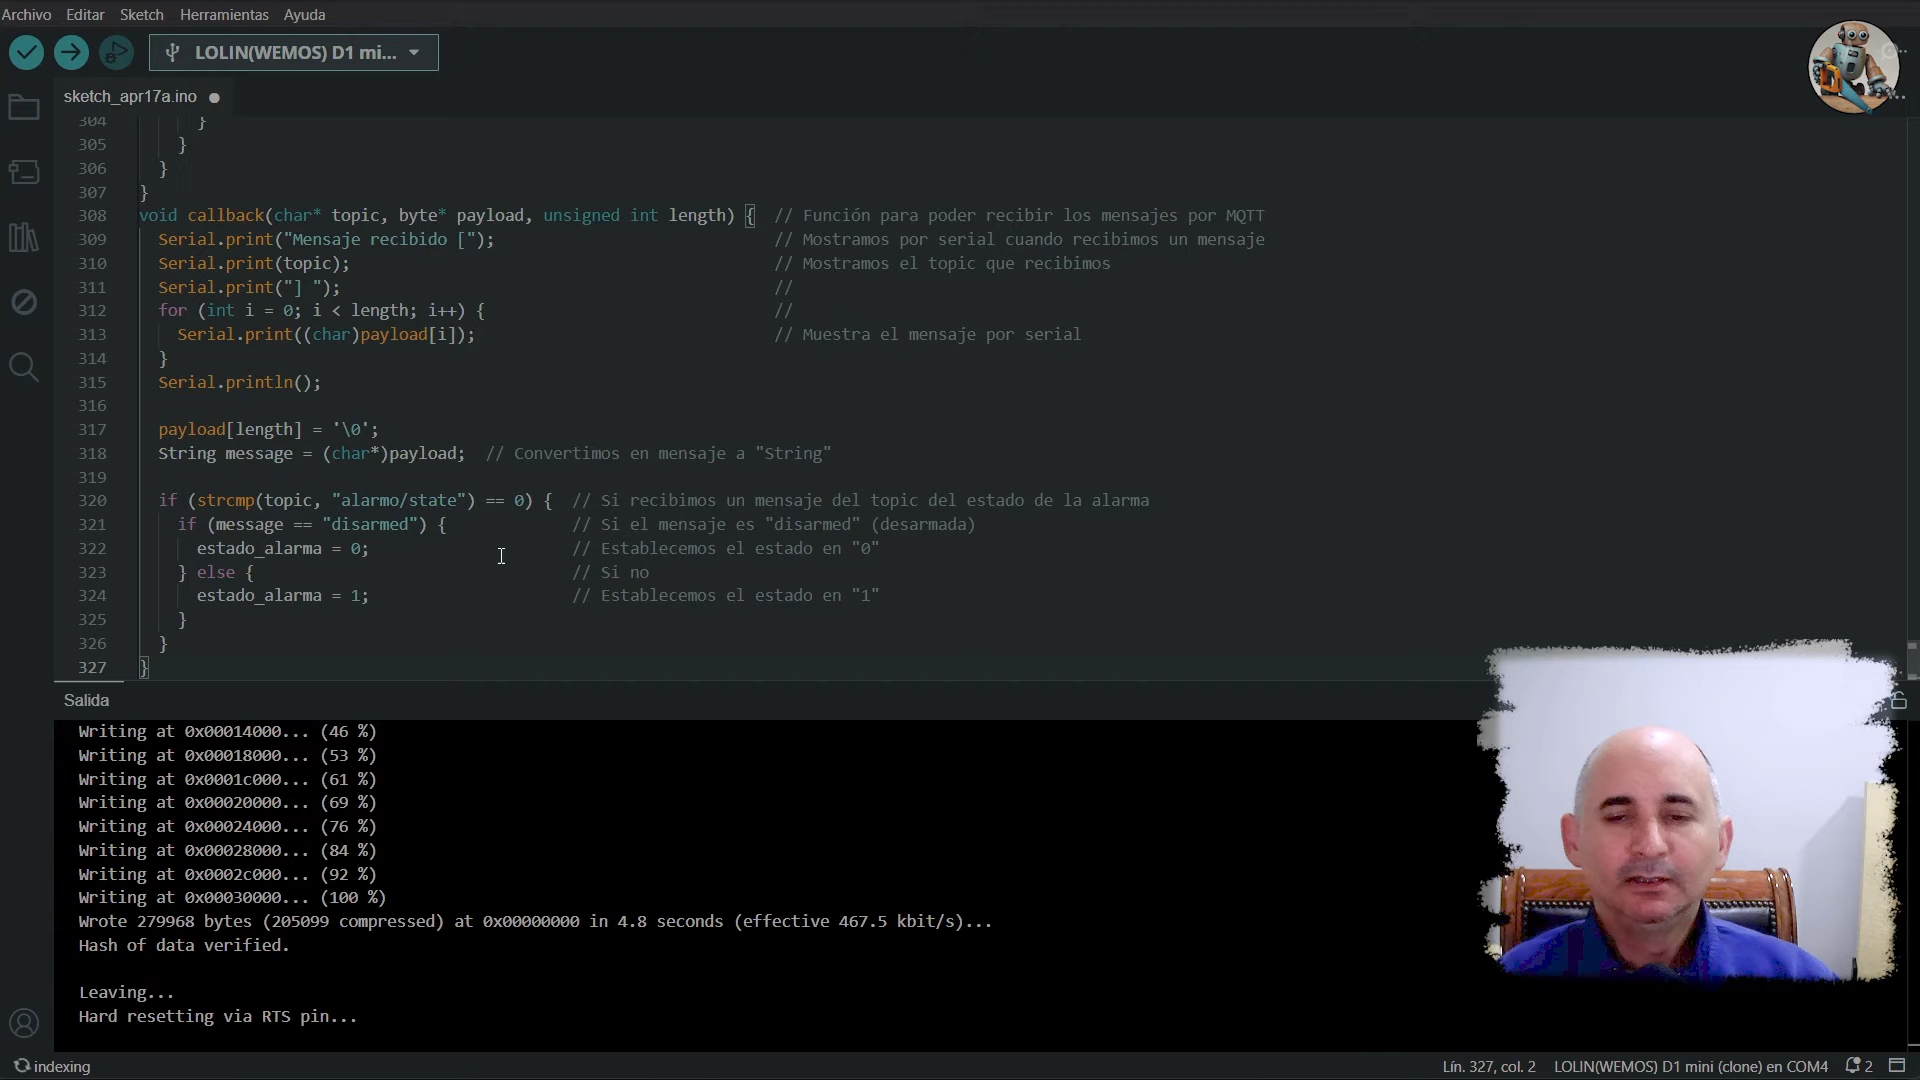 Archivo Editar Sketch Herramientas Ayuda
LOLIN(WEMOS) D1 mi...
sketch_apr17a.ino
304 }
305 }
306 }
307 }
308 void callback(char* topic, byte* payload, unsigned int length) { // Función para poder recibir los mensajes por MQTT
309 Serial.print("Mensaje recibido ["); // Mostramos por serial cuando recibimos un mensaje
310 Serial.print(topic); // Mostramos el topic que recibimos
311 Serial.print("] "); //
312 for (int i = 0; i < length; i++) { //
313 Serial.print((char)payload[i]); // Muestra el mensaje por serial
314 }
315 Serial.println();
316
317 payload[length] = '\0';
318 String message = (char*)payload; // Convertimos en mensaje a "String"
319
320 if (strcmp(topic, "alarmo/state") == 0) { // Si recibimos un mensaje del topic del estado de la alarma
321 if (message == "disarmed") { // Si el mensaje es "disarmed" (desarmada)
322 estado_alarma = 0; // Establecemos el estado en "0"
323 } else { // Si no
324 estado_alarma = 1; // Establecemos el estado en "1"
325 }
326 }
327 }
Salida
Writing at 0x00014000... (46 %)
Writing at 0x00018000... (53 %)
Writing at 0x0001c000... (61 %)
Writing at 0x00020000... (69 %)
Writing at 0x00024000... (76 %)
Writing at 0x00028000... (84 %)
Writing at 0x0002c000... (92 %)
Writing at 0x00030000... (100 %)
Wrote 279968 bytes (205099 compressed) at 0x00000000 in 4.8 seconds (effective 467.5 kbit/s)...
Hash of data verified.
Leaving...
Hard resetting via RTS pin...
indexing Lín. 327, col. 2 LOLIN(WEMOS) D1 mini (clone) en COM4 2